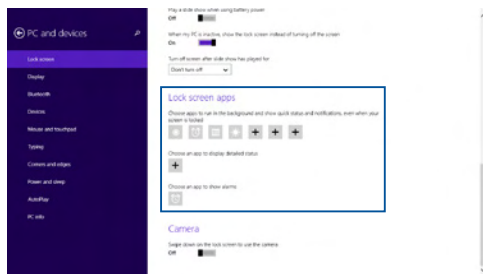 Play a slide show when using battery power
Off
PC and devices
When my PC is inactive, show the lock screen instead of turning off the screen
On
Lock screen
Turn off screen after slide show has played for
Don't turn off
Display
Bluetooth
Lock screen apps
Devices
Choose apps to run in the background and show quick status and notifications, even when your
screen is locked
Mouse and touchpad
Typing
Choose an app to display detailed status
Corners and edges
Power and sleep
Choose an app to show alarms
AutoPlay
PC info
Camera
Swipe down on the lock screen to use the camera.
Off